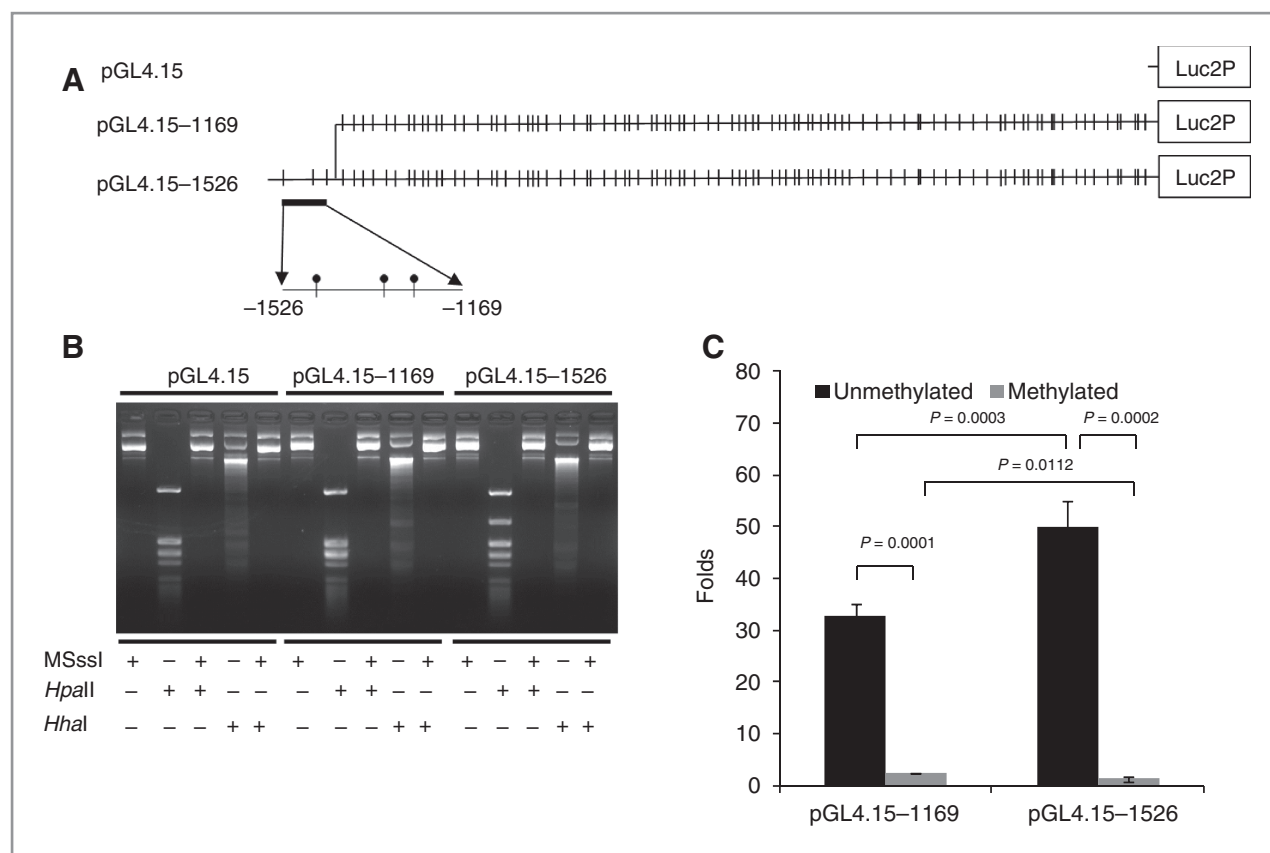 A
pGL4.15
Luc2P
pGL4.15–1169
Luc2P
pGL4.15–1526
Luc2P
–1526
–1169
B
pGL4.15
pGL4.15–1169
pGL4.15–1526
MSssI + – + – + + – + – + + – + – +
HpaII – + + – – – + + – – – + + – –
HhaI – – – + + – – – + + – – – + +
C
80
70
60
50
40
30
20
10
0
Folds
Unmethylated
Methylated
P = 0.0003
P = 0.0002
P = 0.0112
P = 0.0001
pGL4.15–1169
pGL4.15–1526